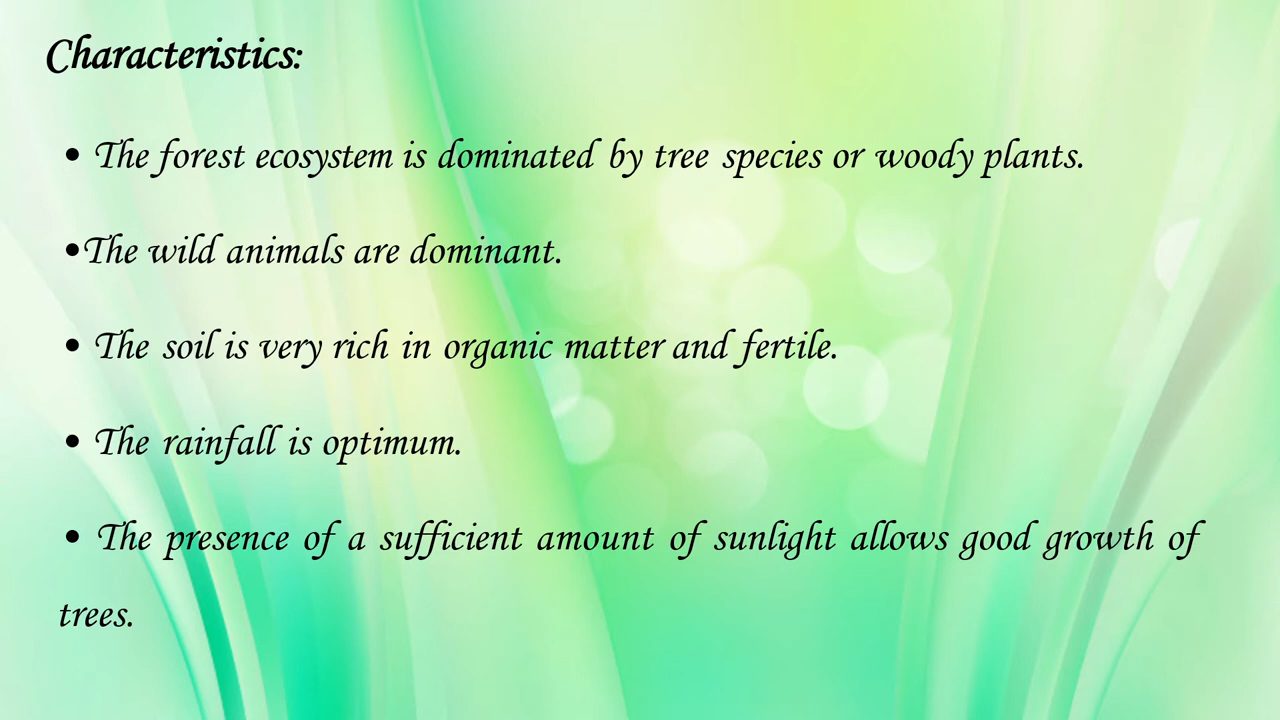 Characteristics:
• The forest ecosystem is dominated by tree species or woody plants.
•The wild animals are dominant.
• The soil is very rich in organic matter and fertile.
• The rainfall is optimum.
• The presence of a sufficient amount of sunlight allows good growth of
trees.